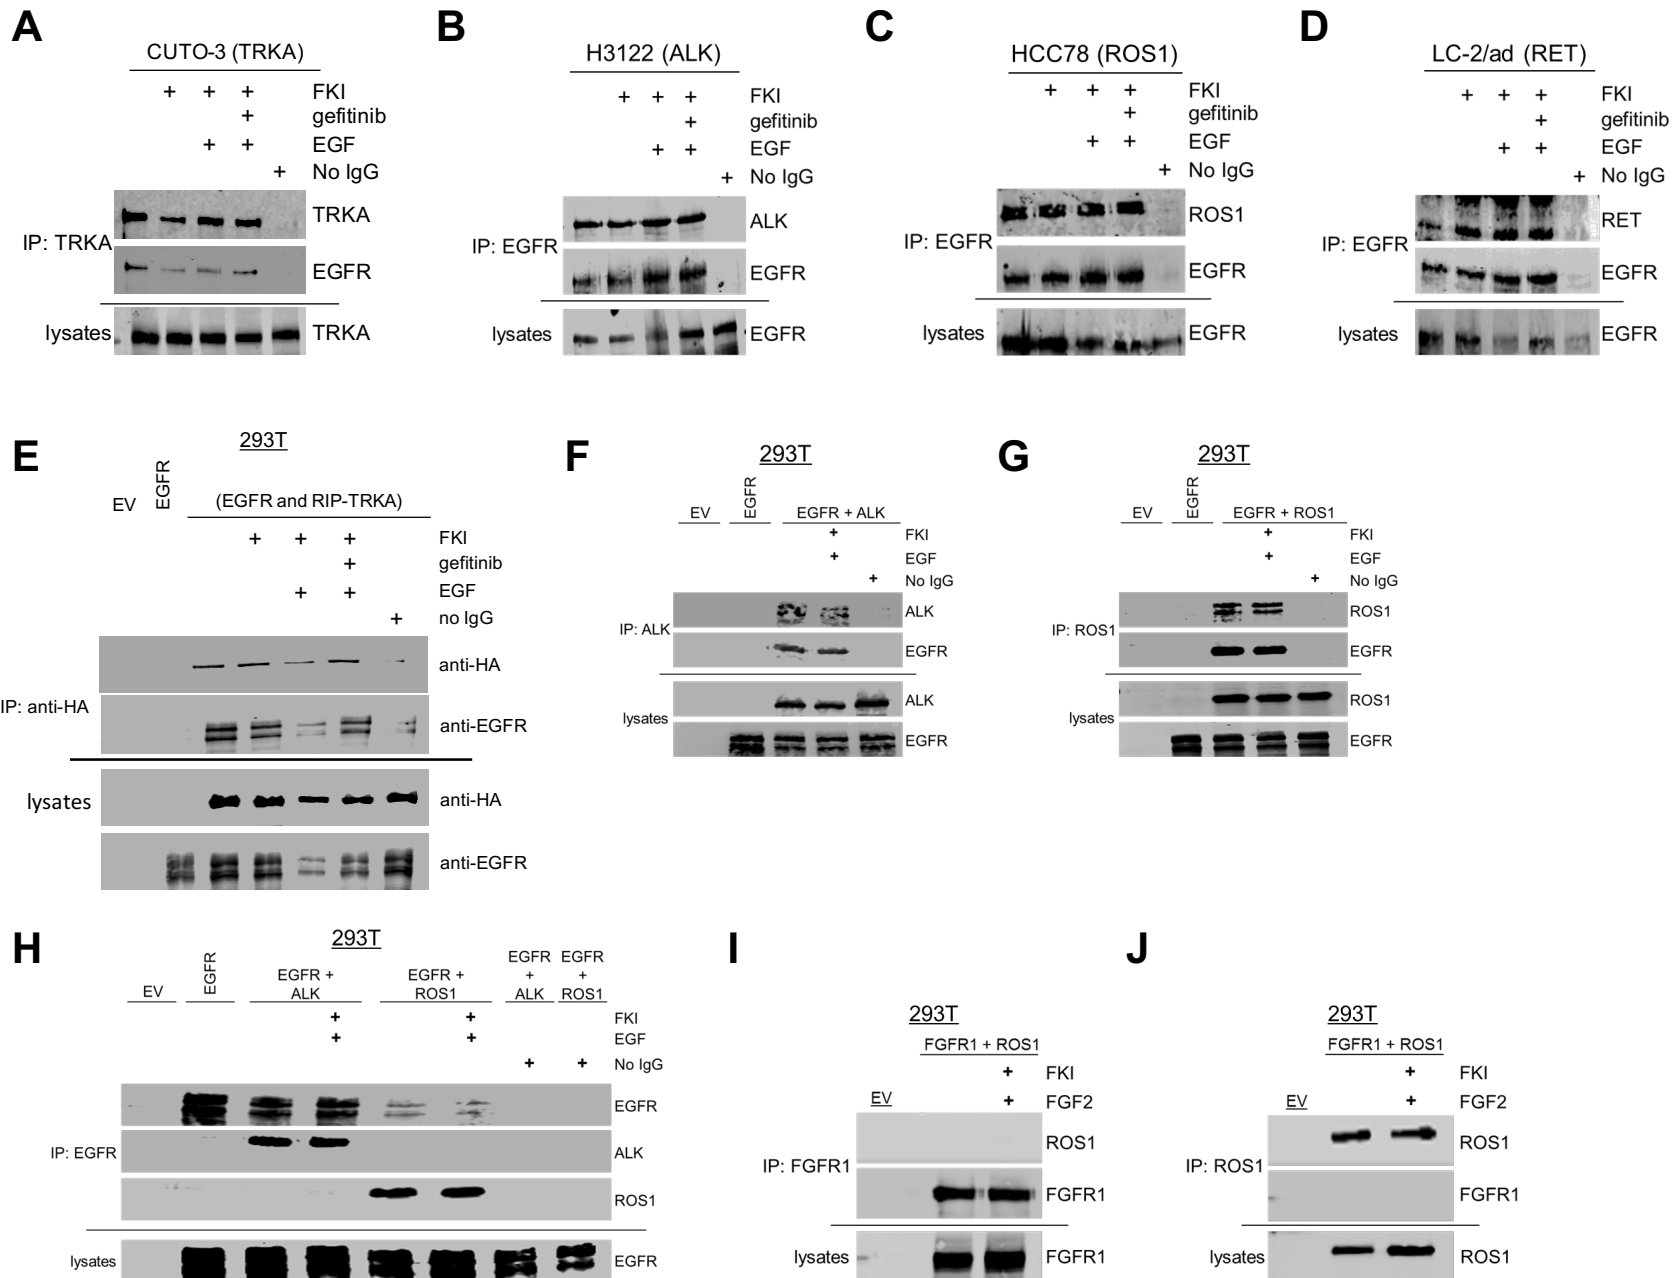 A
CUTO-3 (TRKA)
+ + + FKI
+ gefitinib
+ + EGF
+ No IgG
IP: TRKA
TRKA
EGFR
lysates TRKA
B
H3122 (ALK)
+ + + FKI
+ gefitinib
+ + EGF
+ No IgG
IP: EGFR
ALK
EGFR
lysates EGFR
C
HCC78 (ROS1)
+ + + FKI
+ gefitinib
+ + EGF
+ No IgG
IP: EGFR
ROS1
EGFR
lysates EGFR
D
LC-2/ad (RET)
+ + + FKI
+ gefitinib
+ + EGF
+ No IgG
IP: EGFR
RET
EGFR
lysates EGFR
E
293T
EV EGFR (EGFR and RIP-TRKA)
+ + + FKI
+ gefitinib
+ + EGF
+ no IgG
IP: anti-HA
anti-HA
anti-EGFR
lysates anti-HA
anti-EGFR
F
293T
EV EGFR EGFR + ALK
+ FKI
+ EGF
+ No IgG
IP: ALK
ALK
EGFR
lysates
ALK
EGFR
G
293T
EV EGFR EGFR + ROS1
+ FKI
+ EGF
+ No IgG
IP: ROS1
ROS1
EGFR
lysates
ROS1
EGFR
H
293T
EV
EGFR
EGFR +
ALK
EGFR +
ROS1
EGFR
+
ALK
EGFR
+
ROS1
+ + FKI
+ + EGF
+ + No IgG
IP: EGFR
EGFR
ALK
ROS1
lysates EGFR
I
293T
FGFR1 + ROS1
+ FKI
EV + FGF2
IP: FGFR1
ROS1
FGFR1
lysates FGFR1
J
293T
FGFR1 + ROS1
+ FKI
EV + FGF2
IP: ROS1
ROS1
FGFR1
lysates ROS1